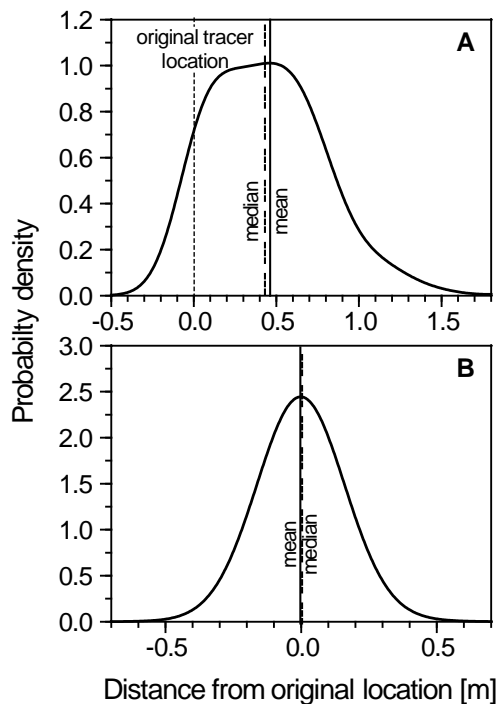 1.2
1.0
0.8
0.6
0.4
0.2
0.0
original tracer
location
A
median
mean
-0.5
0.0
0.5
1.0
1.5
Probabilty density
3.0
2.5
2.0
1.5
1.0
0.5
0.0
B
mean
median
-0.5
0.0
0.5
Distance from original location [m]